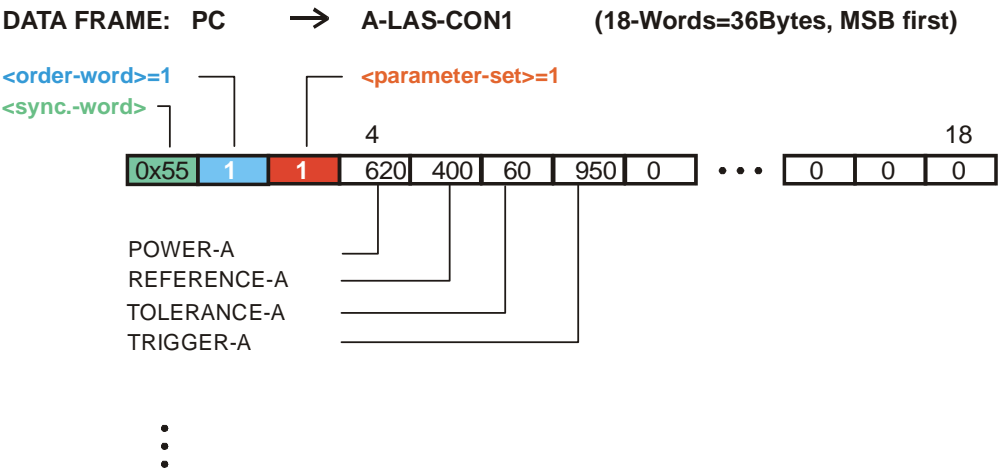 DATA FRAME: PC → A-LAS-CON1 (18-Words=36Bytes, MSB first)
<order-word>=1 <parameter-set>=1
<sync.-word>
4 18
0x55 1 1 620 400 60 950 0 • • • 0 0 0
POWER-A
REFERENCE-A
TOLERANCE-A
TRIGGER-A